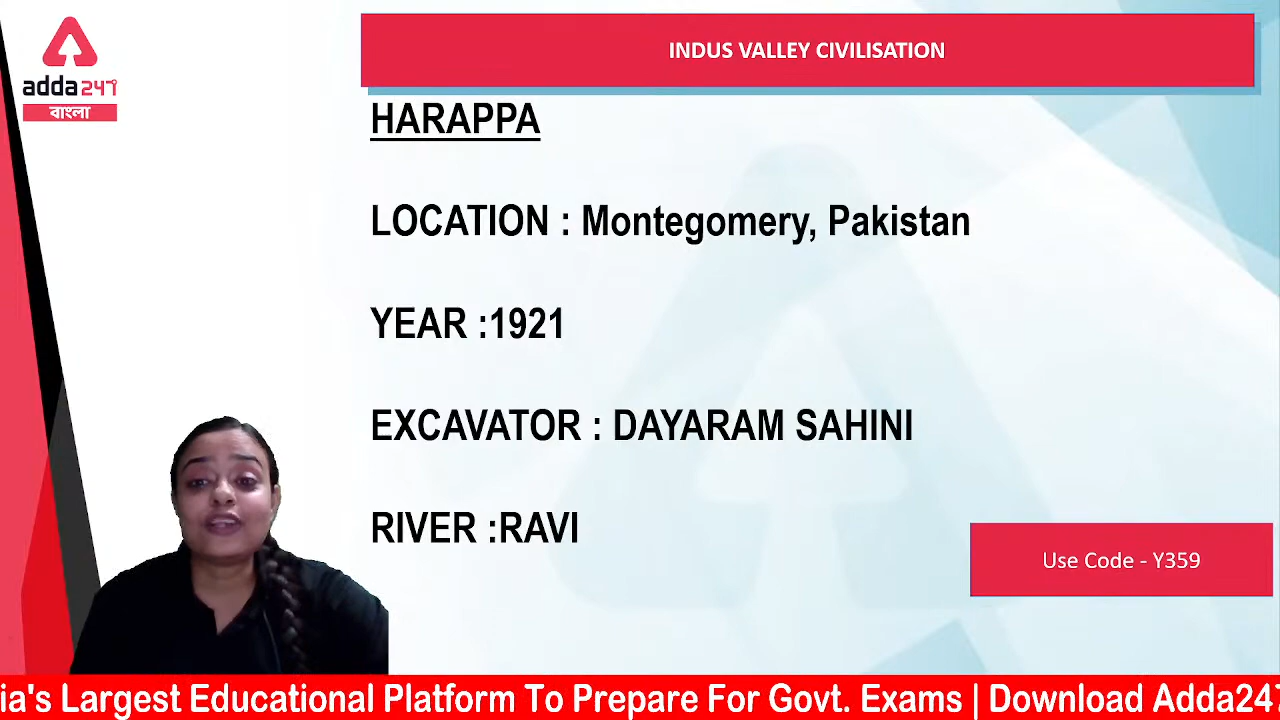 adda247
বাংলা
INDUS VALLEY CIVILISATION
HARAPPA
LOCATION : Montegomery, Pakistan
YEAR :1921
EXCAVATOR : DAYARAM SAHINI
RIVER :RAVI
Use Code - Y359
ia's Largest Educational Platform To Prepare For Govt. Exams | Download Adda247